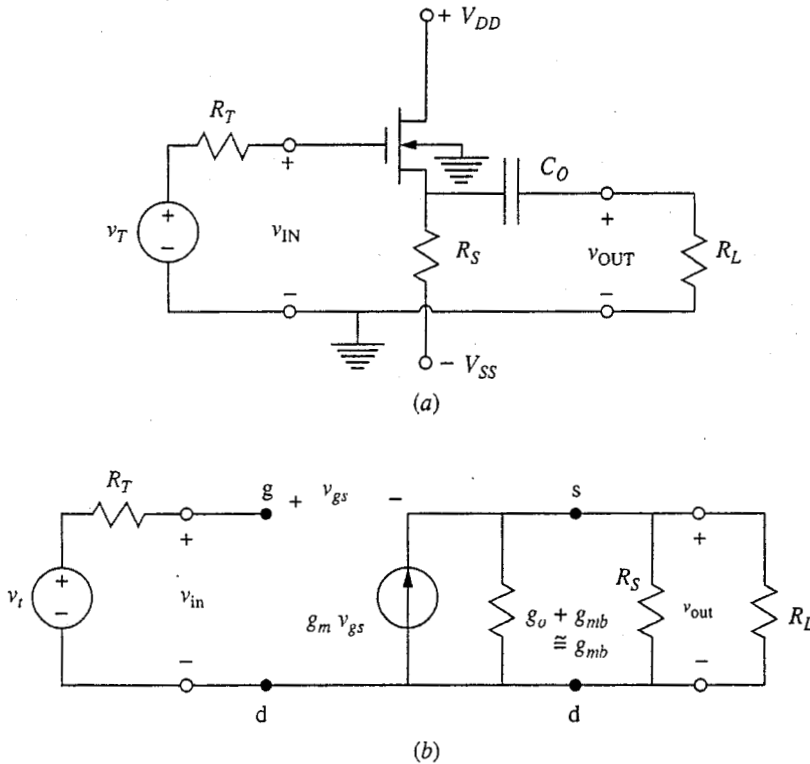 + V_DD
R_T
+
C_O
+
−
v_T
v_IN
R_S
+
v_OUT
R_L
−
−
− V_SS
(a)
R_T
g + v_gs −
s
+
+
+
−
v_t
v_in
g_m v_gs
g_o + g_mb
≅ g_mb
R_S
v_out
R_L
−
−
d
d
(b)